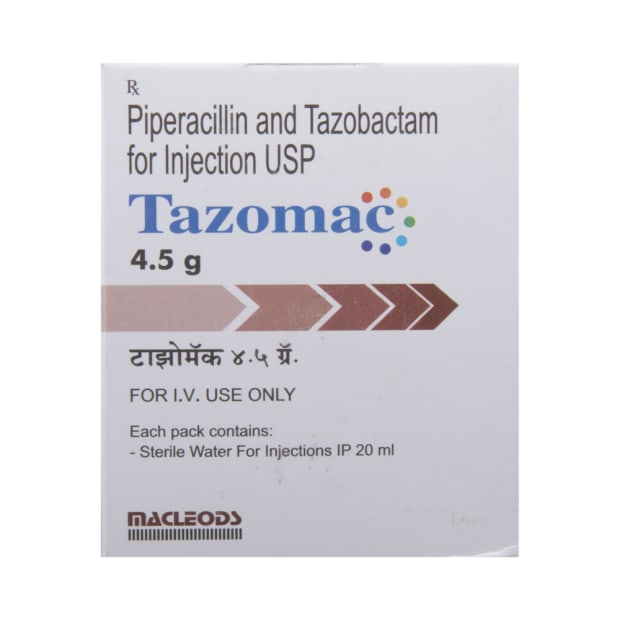 Rx
Piperacillin and Tazobactam
for Injection USP
Tazomac
4.5 g
टाझोमॅक ४.५ ग्रॅ.
FOR I.V. USE ONLY
Each pack contains:
- Sterile Water For Injections IP 20 ml
MACLEODS